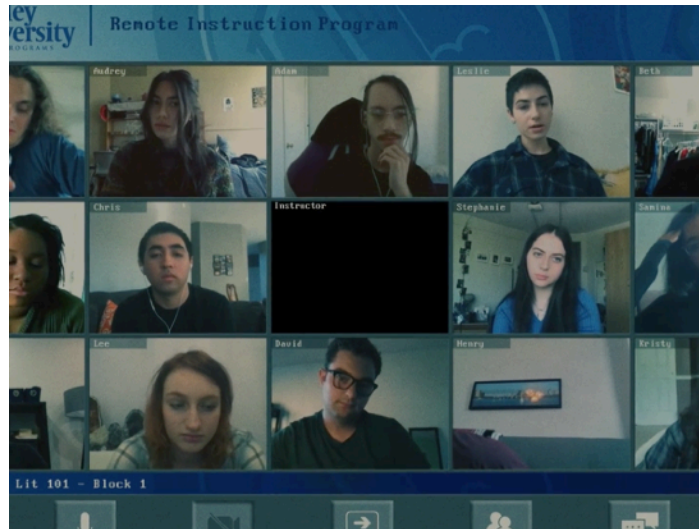 ey
versity
PROGRAMS
Remote Instruction Program
Audrey
Adam
Leslie
Beth
Chris
Instructor
Stephanie
Samina
Lee
David
Henry
Kristy
Lit 101 - Block 1